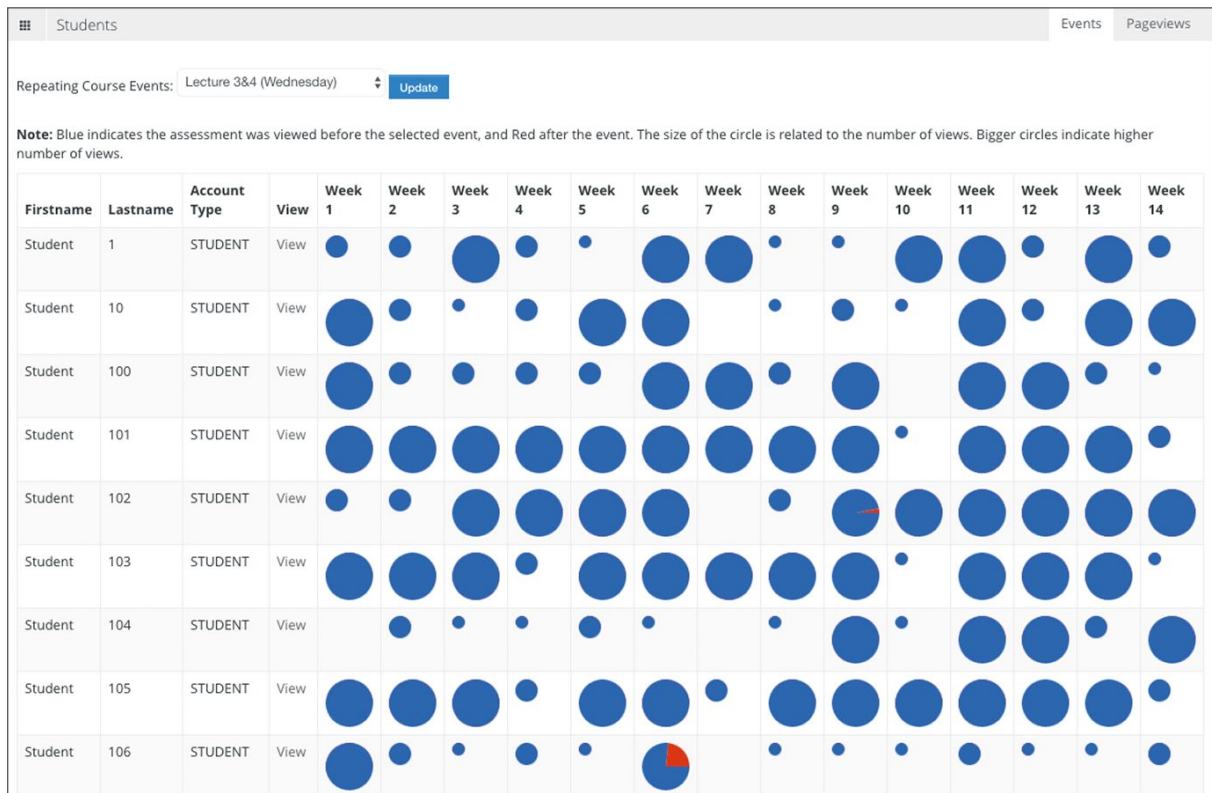 Students Events Pageviews
Repeating Course Events: Lecture 3&4 (Wednesday) Update
Note: Blue indicates the assessment was viewed before the selected event, and Red after the event. The size of the circle is related to the number of views. Bigger circles indicate higher
number of views.
Firstname Lastname Account Type View Week 1 Week 2 Week 3 Week 4 Week 5 Week 6 Week 7 Week 8 Week 9 Week 10 Week 11 Week 12 Week 13 Week 14
Student 1 STUDENT View
Student 10 STUDENT View
Student 100 STUDENT View
Student 101 STUDENT View
Student 102 STUDENT View
Student 103 STUDENT View
Student 104 STUDENT View
Student 105 STUDENT View
Student 106 STUDENT View